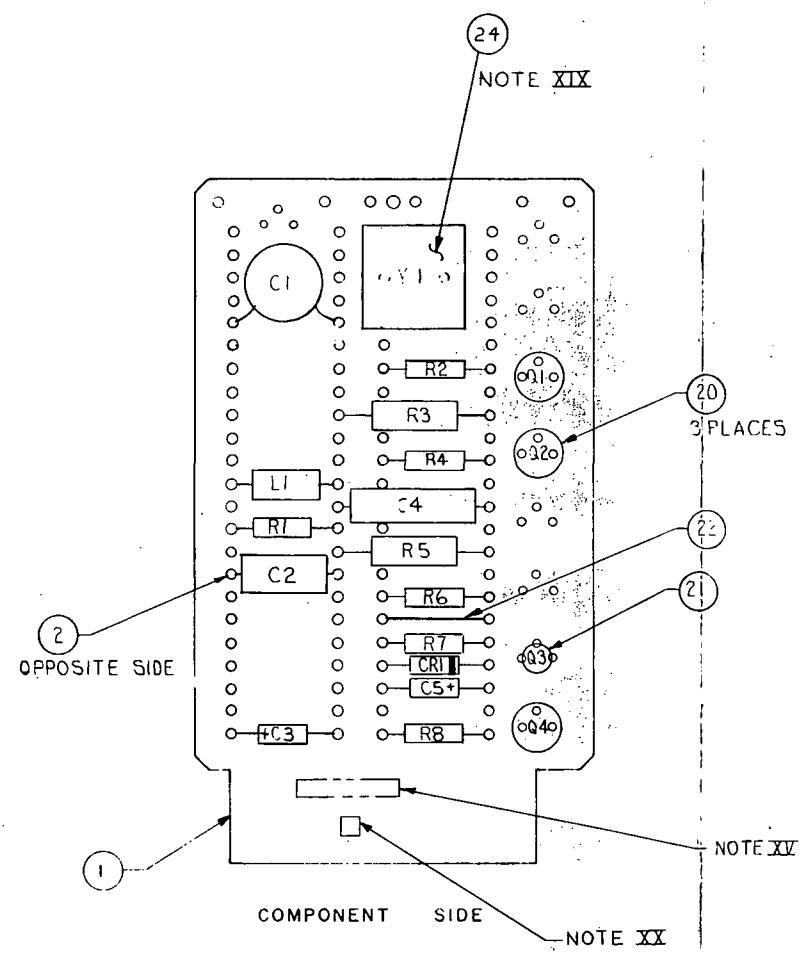 24
NOTE XIX
C1
Y1
R2
Q1
R3
20
3 PLACES
R4
Q2
L1
C4
R1
22
R5
C2
R6
21
2
OPPOSITE SIDE
R7
Q3
CR1
C5+
+C3
R8
Q4
NOTE XV
1
COMPONENT SIDE
NOTE XX